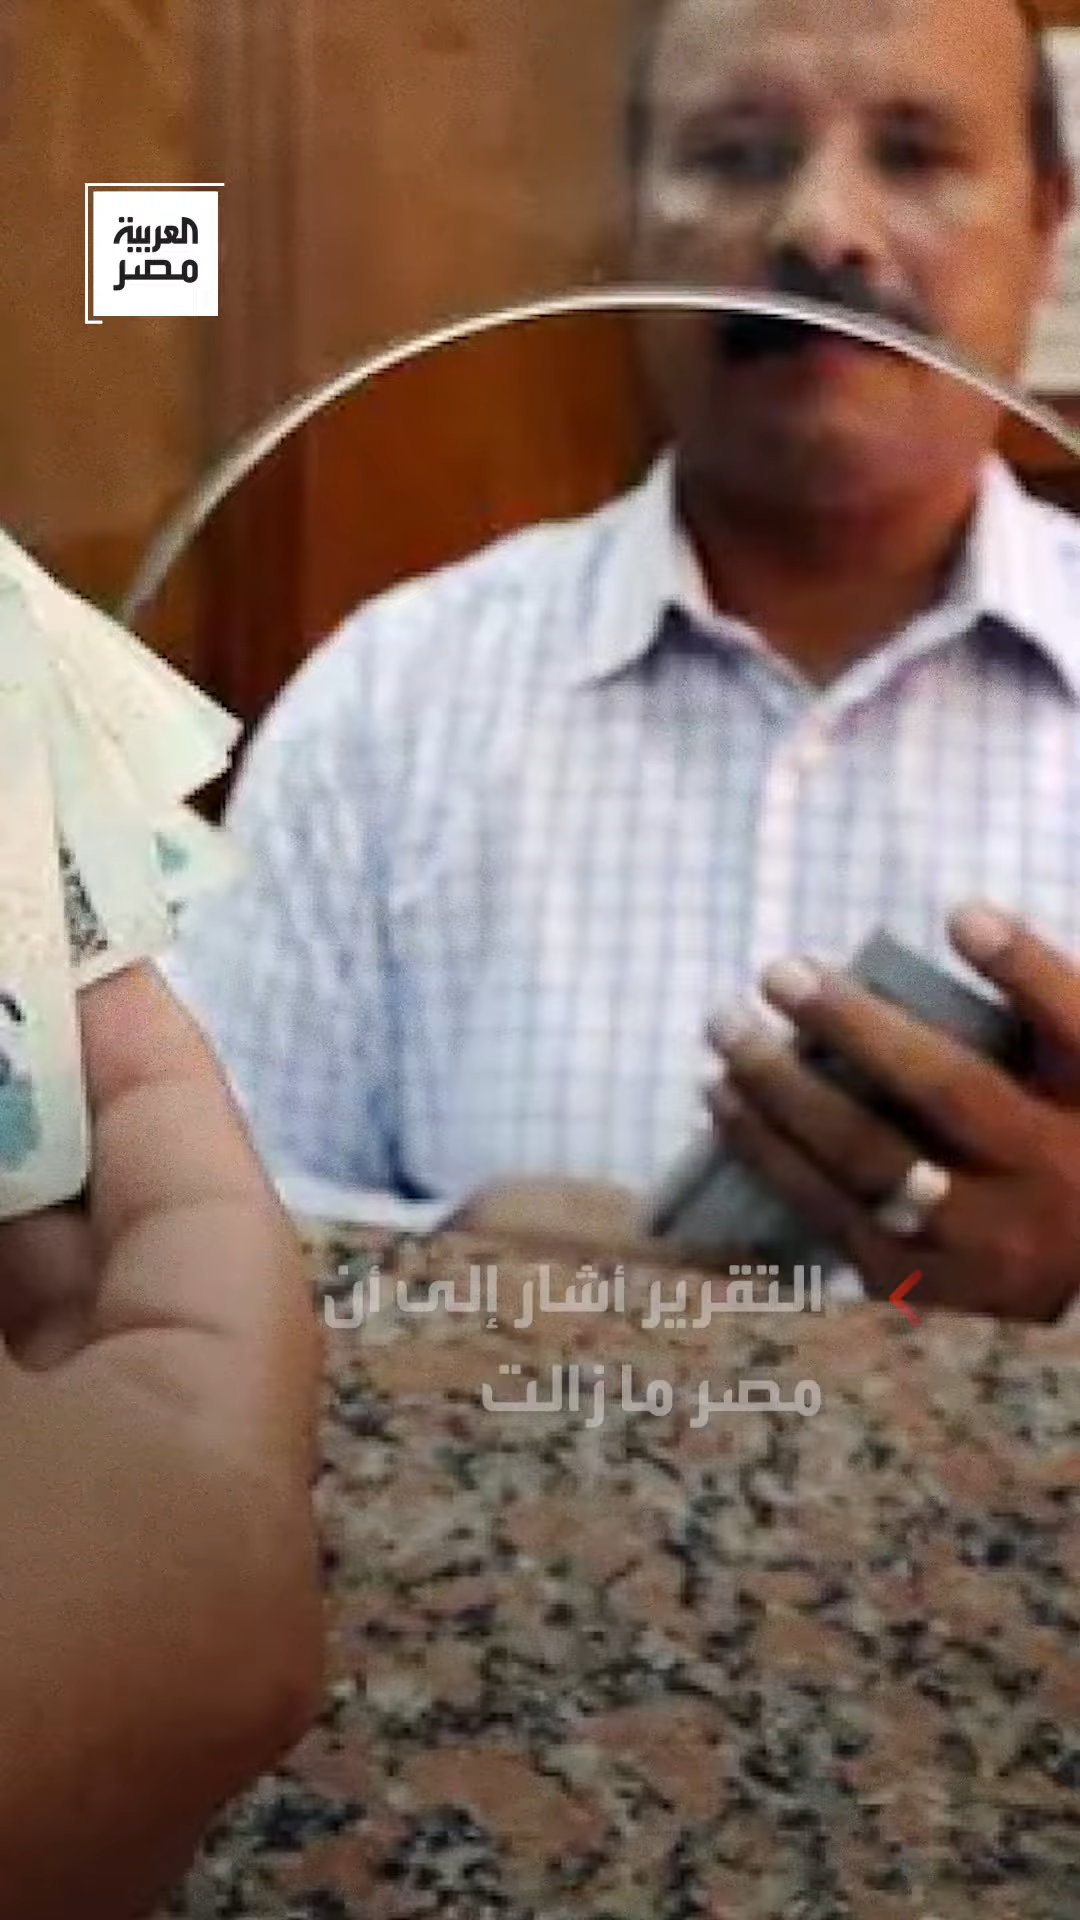 العربية
مصر
التقرير أشار إلى أن
مصر ما زالت